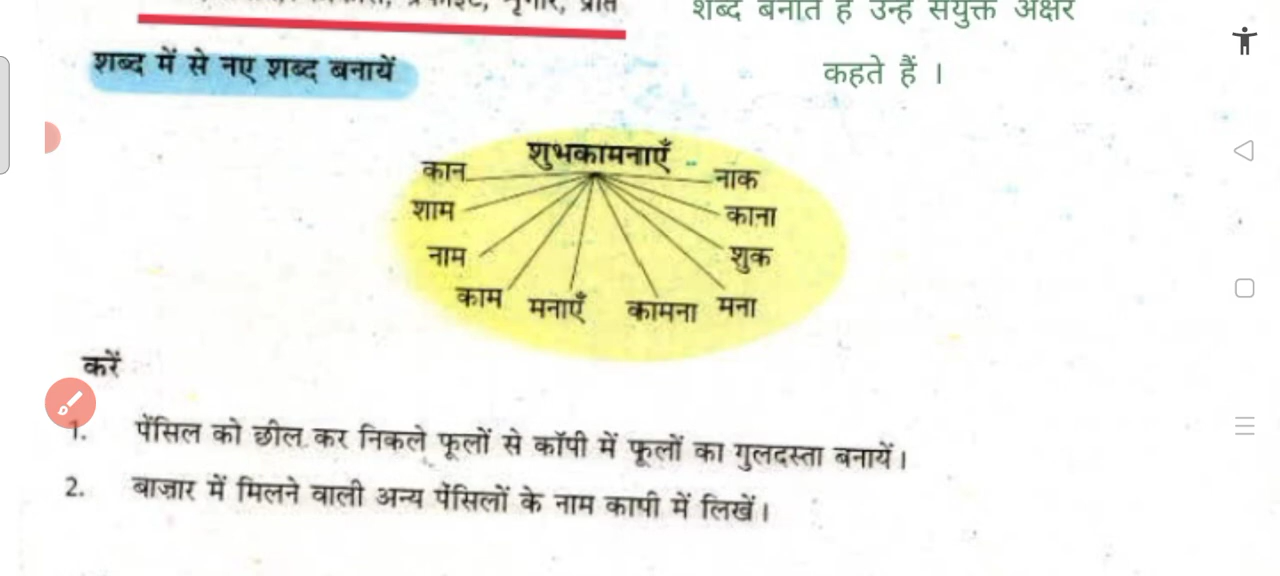 शब्द बनाते हैं उन्हें संयुक्त अक्षर
कहते हैं ।
शब्द में से नए शब्द बनायें
शुभकामनाएँ
कान
नाक
शाम
काना
नाम
शुक
काम मनाएँ कामना मना
करें
1. पेंसिल को छील कर निकले फूलों से कॉपी में फूलों का गुलदस्ता बनायें।
2. बाज़ार में मिलने वाली अन्य पेंसिलों के नाम कापी में लिखें।